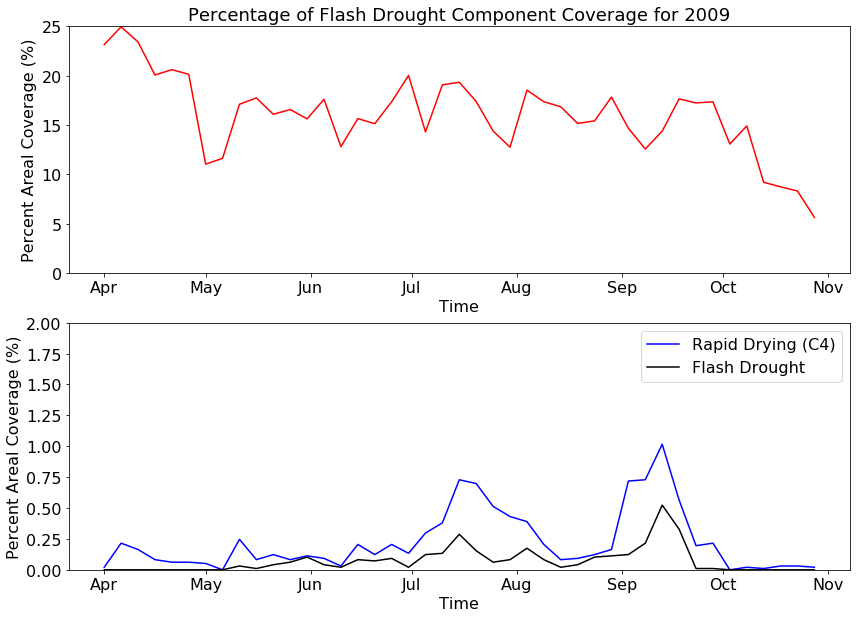 Percentage of Flash Drought Component Coverage for 2009
Percent Areal Coverage (%)
25
20
15
10
5
0
Apr May Jun Jul Aug Sep Oct Nov
Time
Percent Areal Coverage (%)
2.00
1.75
1.50
1.25
1.00
0.75
0.50
0.25
0.00
Rapid Drying (C4)
Flash Drought
Apr May Jun Jul Aug Sep Oct Nov
Time